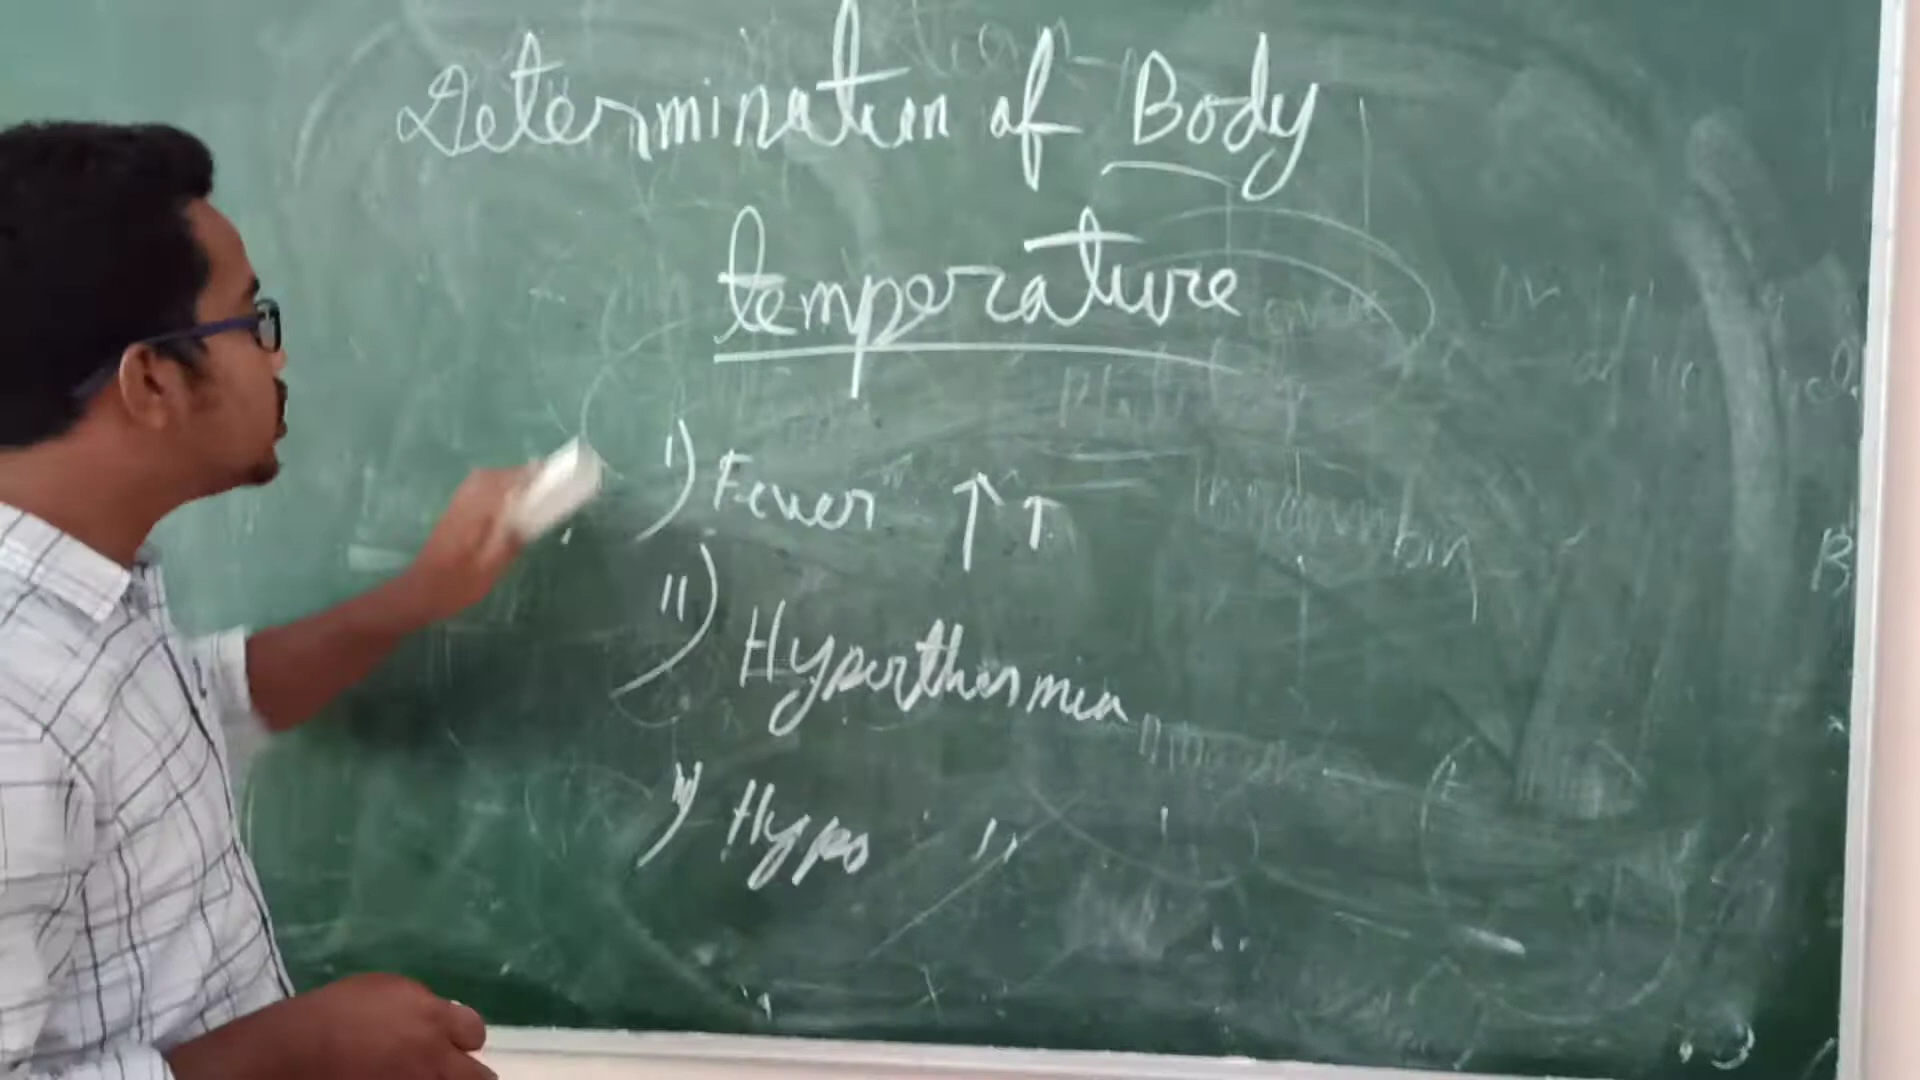 Determination of Body
temperature
i) Fever ↑ ↑
ii) Hyperthermia
iii) Hypo " "